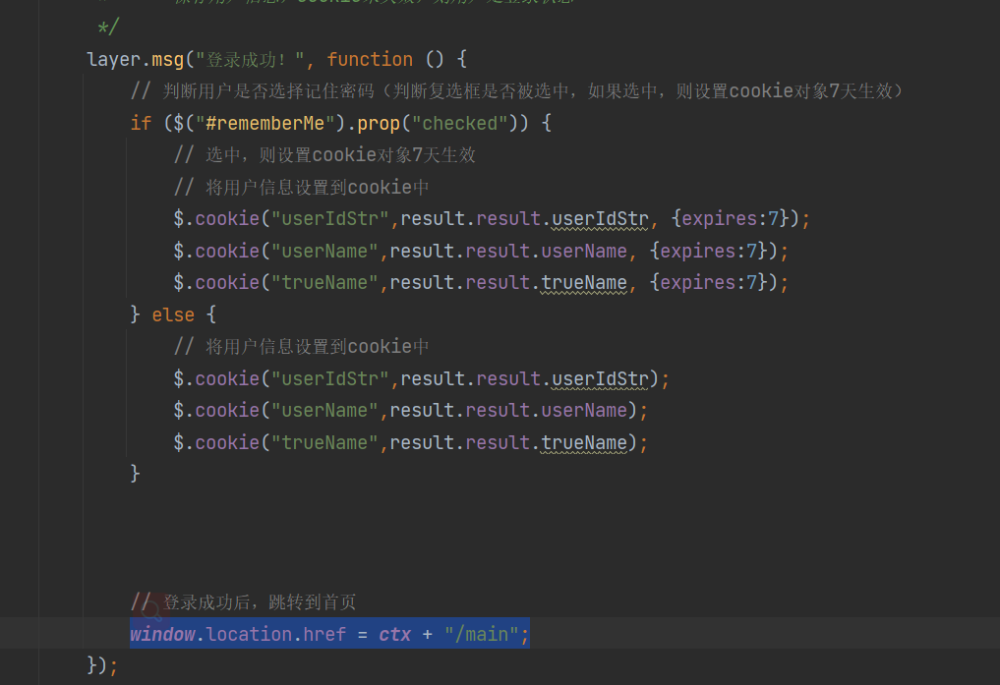 */
layer.msg("登录成功！", function () {
// 判断用户是否选择记住密码（判断复选框是否被选中，如果选中，则设置cookie对象7天生效）
if ($("#rememberMe").prop("checked")) {
// 选中，则设置cookie对象7天生效
// 将用户信息设置到cookie中
$.cookie("userIdStr",result.result.userIdStr, {expires:7});
$.cookie("userName",result.result.userName, {expires:7});
$.cookie("trueName",result.result.trueName, {expires:7});
} else {
// 将用户信息设置到cookie中
$.cookie("userIdStr",result.result.userIdStr);
$.cookie("userName",result.result.userName);
$.cookie("trueName",result.result.trueName);
}
// 登录成功后，跳转到首页
window.location.href = ctx + "/main";
});